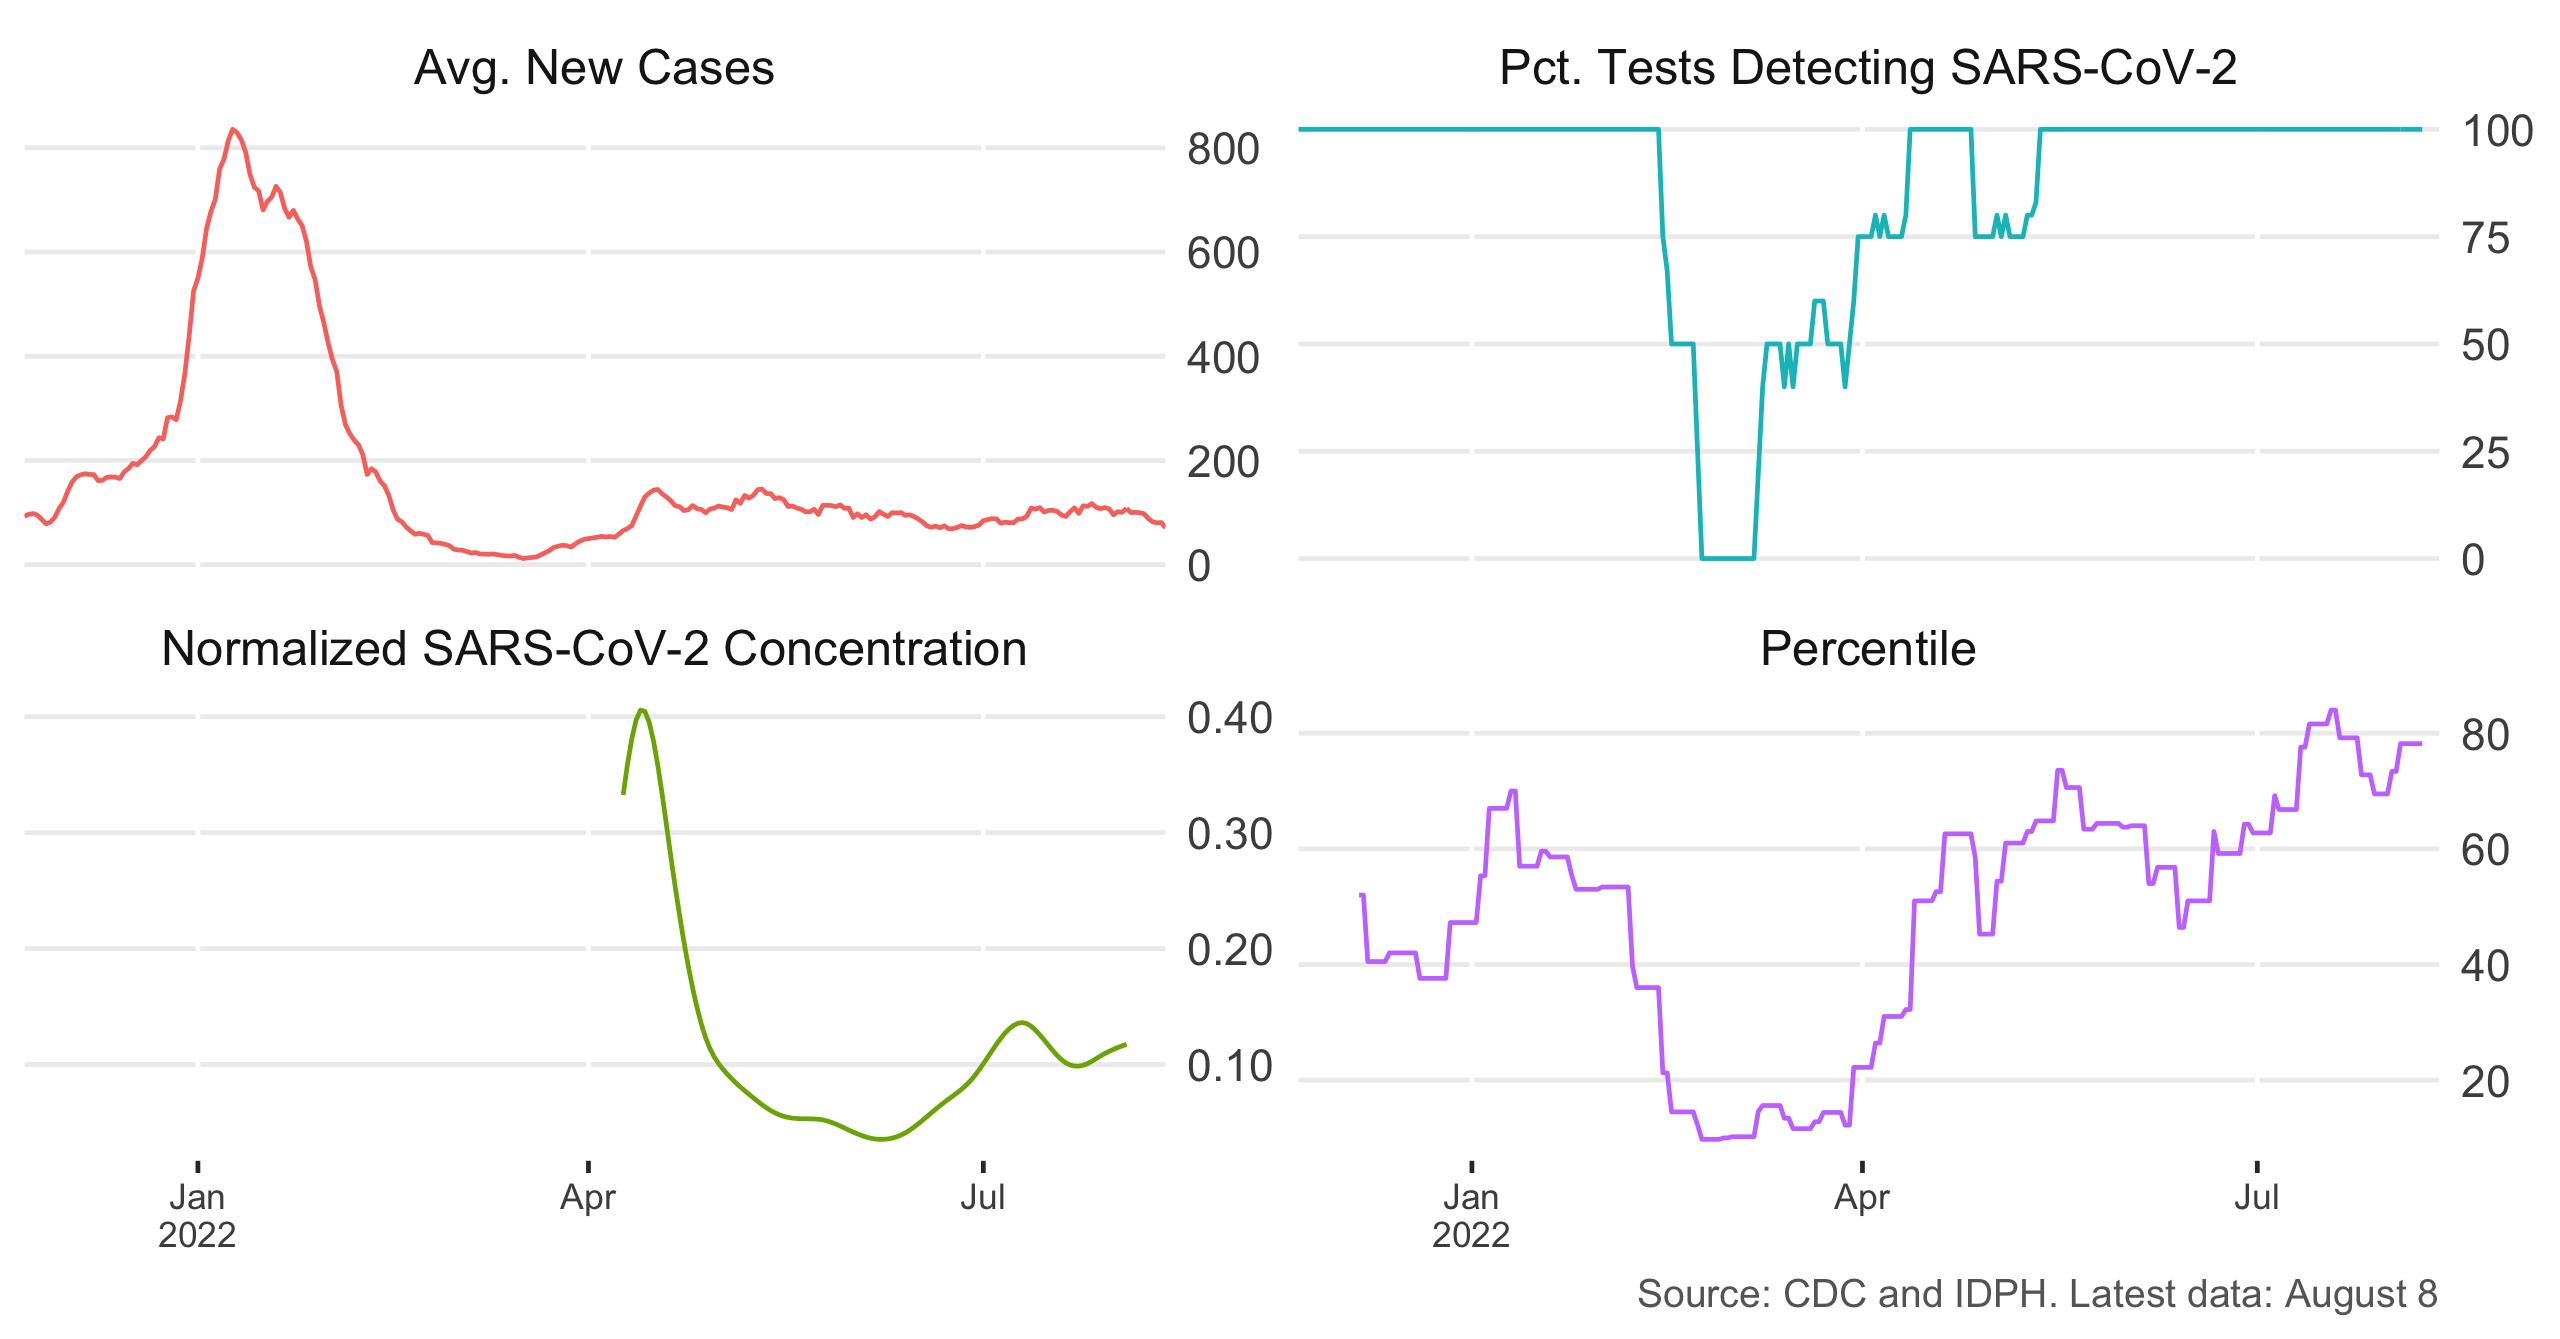 Avg. New Cases
800
600
400
200
0
Pct. Tests Detecting SARS-CoV-2
100
75
50
25
0
Normalized SARS-CoV-2 Concentration
0.40
0.30
0.20
0.10
Jan
2022
Apr
Jul
Percentile
80
60
40
20
Jan
2022
Apr
Jul
Source: CDC and IDPH. Latest data: August 8